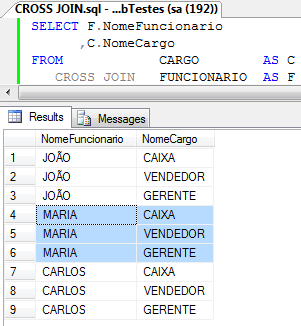 CROSS JOIN.sql - ...bTestes (sa (192))
SELECT F.NomeFuncionario
,C.NomeCargo
FROM CARGO AS C
CROSS JOIN FUNCIONARIO AS F
Results Messages
NomeFuncionario NomeCargo
1 JOÃO CAIXA
2 JOÃO VENDEDOR
3 JOÃO GERENTE
4 MARIA CAIXA
5 MARIA VENDEDOR
6 MARIA GERENTE
7 CARLOS CAIXA
8 CARLOS VENDEDOR
9 CARLOS GERENTE